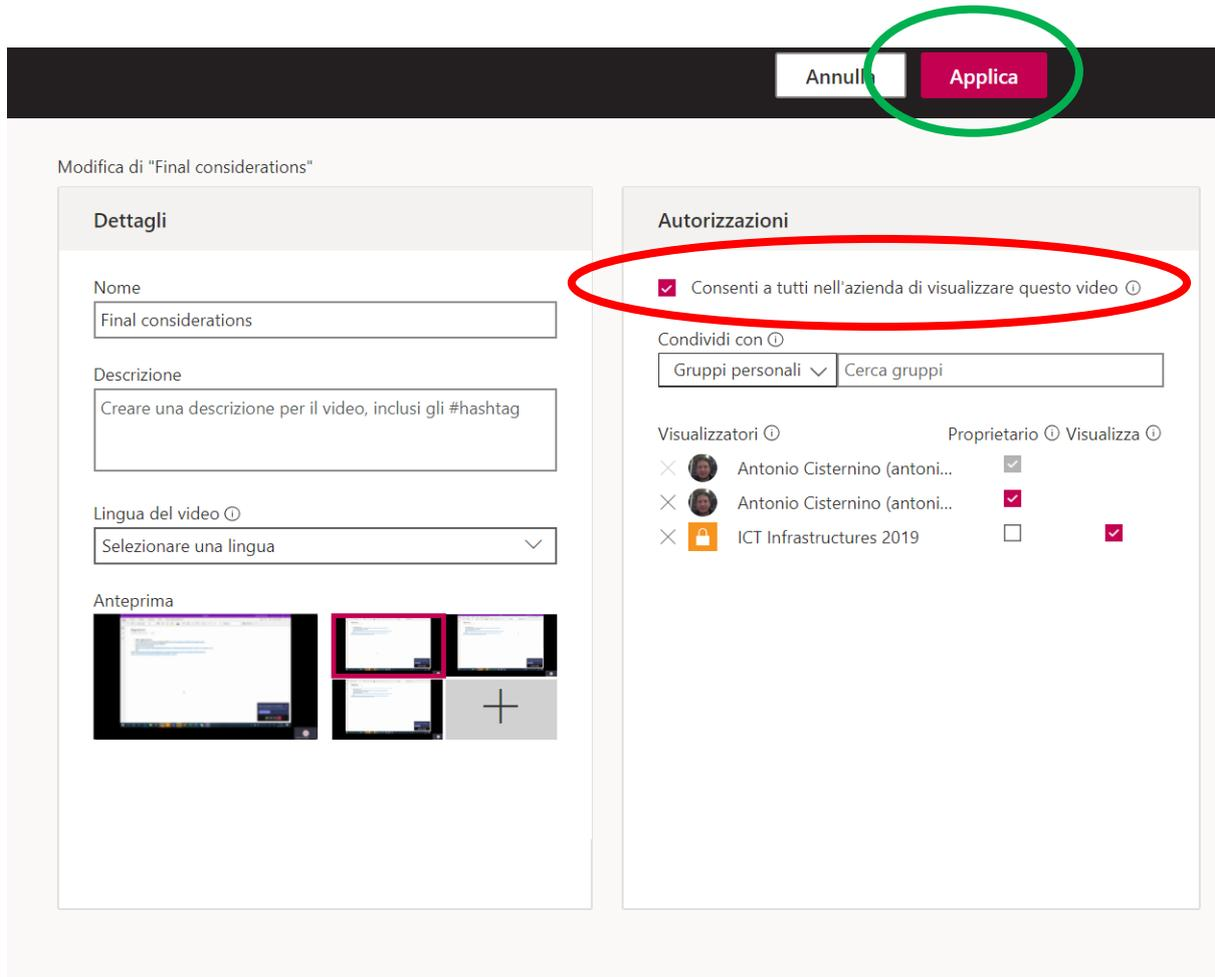 Annulla
Applica
Modifica di "Final considerations"
Dettagli
Nome
Final considerations
Descrizione
Creare una descrizione per il video, inclusi gli #hashtag
Lingua del video
Selezionare una lingua
Anteprima
Autorizzazioni
Consenti a tutti nell'azienda di visualizzare questo video
Condividi con
Gruppi personali
Cerca gruppi
Visualizzatori Proprietario Visualizza
Antonio Cisternino (antoni...
Antonio Cisternino (antoni...
ICT Infrastructures 2019